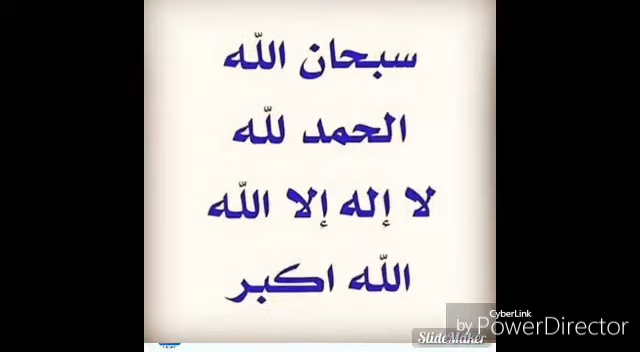 سبحان الله
الحمد لله
لا إله إلا الله
الله اكبر
CyberLink
by PowerDirector
SlideMaker